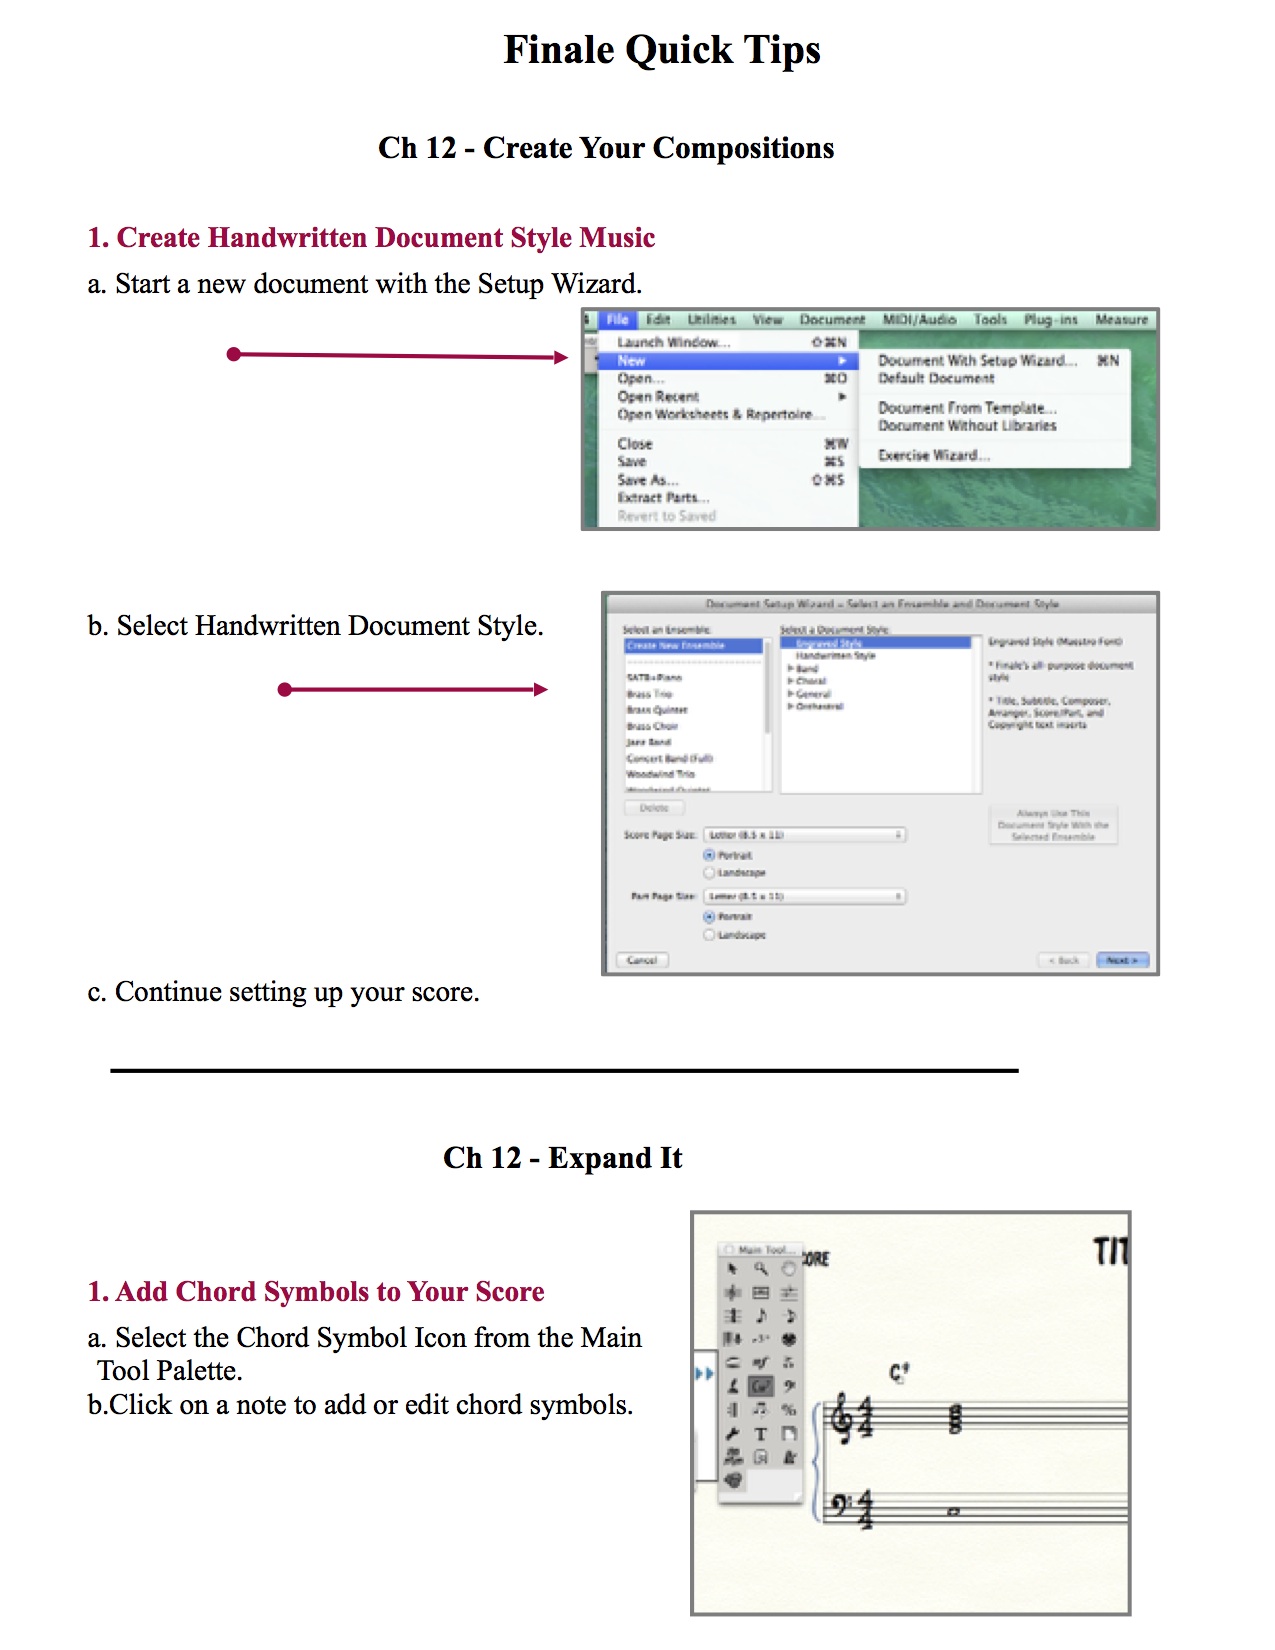 Finale Quick Tips
Ch 12 - Create Your Compositions
1. Create Handwritten Document Style Music
a. Start a new document with the Setup Wizard.
File Edit Utilities View Document MIDI/Audio Tools Plug-ins Measure
Launch Window... ⇧⌘N
New ▶
Open... ⌘O
Open Recent ▶
Open Worksheets & Repertoire...
Close ⌘W
Save ⌘S
Save As... ⇧⌘S
Extract Parts...
Revert to Saved
Document With Setup Wizard... ⌘N
Default Document
Document From Template...
Document Without Libraries
Exercise Wizard...
b. Select Handwritten Document Style.
Document Setup Wizard - Select an Ensemble and Document Style
Select an Ensemble:
Create New Ensemble
SATB+Piano
Brass Trio
Brass Quintet
Brass Choir
Jazz Band
Concert Band (Full)
Woodwind Trio
Woodwind Quintet
Delete
Select a Document Style:
Engraved Style
Handwritten Style
Band
Choral
General
Orchestral
Engraved Style (Maestro Font)
* Finale's all-purpose document
style
* Title, Subtitle, Composer,
Arranger, Score/Part, and
Copyright text inserts
Always Use This
Document Style With the
Selected Ensemble
Score Page Size: Letter (8.5 x 11)
Portrait
Landscape
Part Page Size: Letter (8.5 x 11)
Portrait
Landscape
Cancel
< Back
Next >
c. Continue setting up your score.
Ch 12 - Expand It
1. Add Chord Symbols to Your Score
a. Select the Chord Symbol Icon from the Main
Tool Palette.
b.Click on a note to add or edit chord symbols.
Main Tool...
ORE
TIT